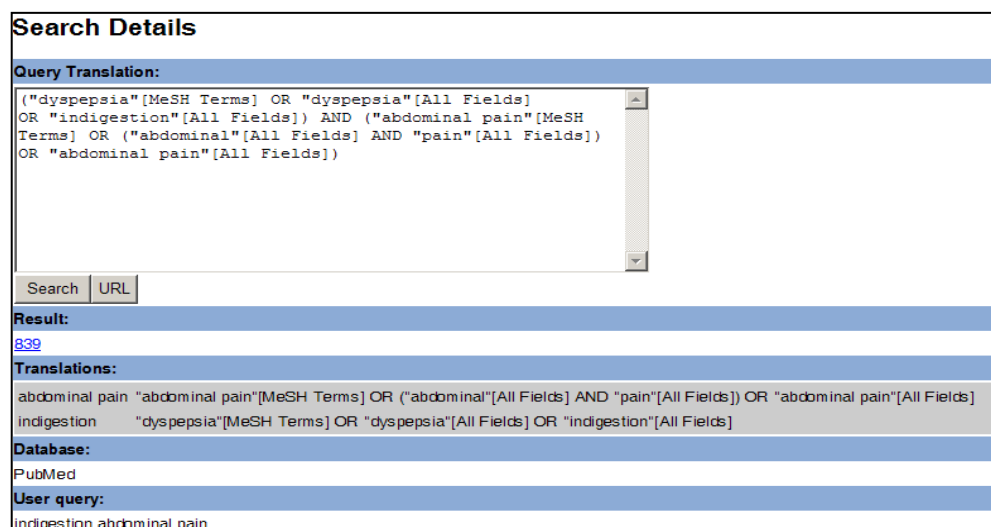 Search Details
Query Translation:
("dyspepsia"[MeSH Terms] OR "dyspepsia"[All Fields]
OR "indigestion"[All Fields]) AND ("abdominal pain"[MeSH
Terms] OR ("abdominal"[All Fields] AND "pain"[All Fields])
OR "abdominal pain"[All Fields])
Search URL
Result:
839
Translations:
abdominal pain "abdominal pain"[MeSH Terms] OR ("abdominal"[All Fields] AND "pain"[All Fields]) OR "abdominal pain"[All Fields]
indigestion "dyspepsia"[MeSH Terms] OR "dyspepsia"[All Fields] OR "indigestion"[All Fields]
Database:
PubMed
User query:
indigestion abdominal pain